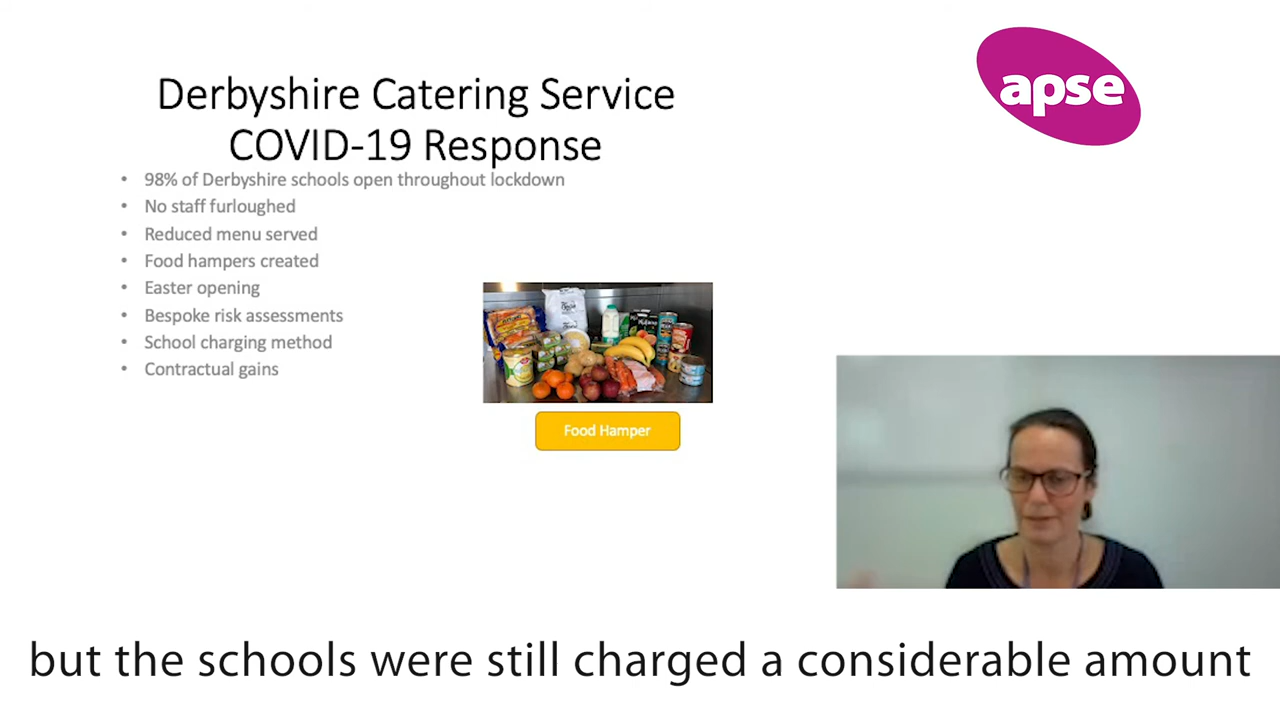 Derbyshire Catering Service
COVID-19 Response
apse
• 98% of Derbyshire schools open throughout lockdown
• No staff furloughed
• Reduced menu served
• Food hampers created
• Easter opening
• Bespoke risk assessments
• School charging method
• Contractual gains
Food Hamper
but the schools were still charged a considerable amount